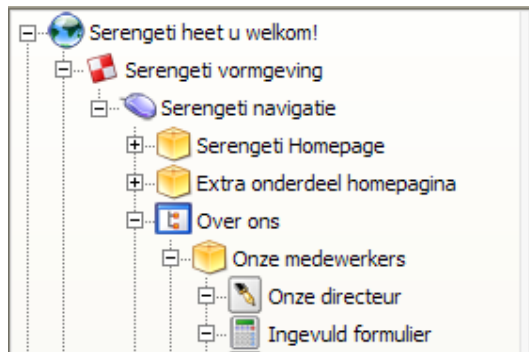 Serengeti heet u welkom!
Serengeti vormgeving
Serengeti navigatie
Serengeti Homepage
Extra onderdeel homepagina
Over ons
Onze medewerkers
Onze directeur
Ingevuld formulier